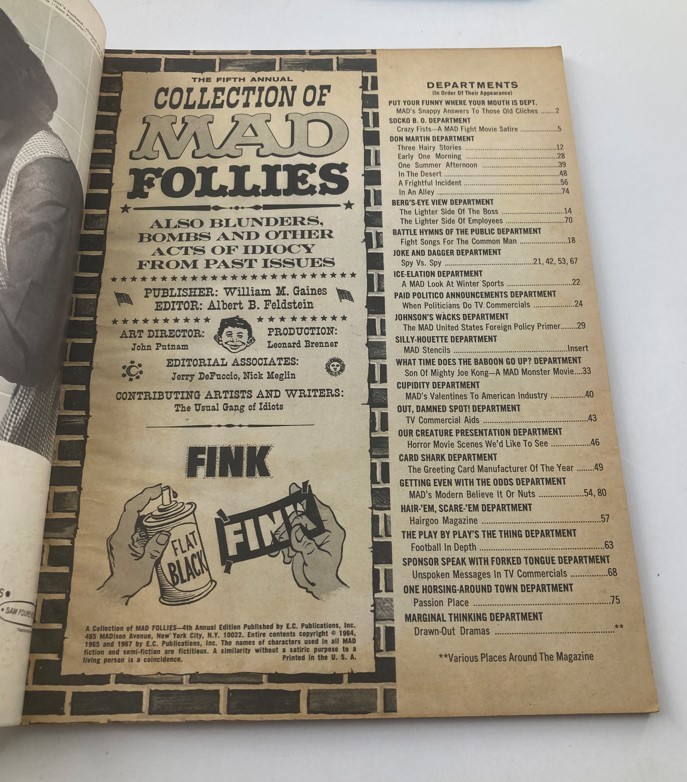 THE FIFTH ANNUAL
COLLECTION OF
MAD
FOLLIES
ALSO BLUNDERS,
BOMBS AND OTHER
ACTS OF IDIOCY
FROM PAST ISSUES
PUBLISHER: William M. Gaines
EDITOR: Albert B. Feldstein
ART DIRECTOR:
John Putnam
PRODUCTION:
Leonard Brenner
EDITORIAL ASSOCIATES:
Jerry DeFuccio, Nick Meglin
CONTRIBUTING ARTISTS AND WRITERS:
The Usual Gang of Idiots
FINK
FLAT
BLACK
FINK
A Collection of MAD FOLLIES—4th Annual Edition Published by E.C. Publications, Inc.
485 MADison Avenue, New York City, N.Y. 10022. Entire contents copyright © 1964,
1965 and 1967 by E.C. Publications, Inc. The names of characters used in all MAD
fiction and semi-fiction are fictitious. A similarity without a satiric purpose to a
living person is a coincidence. Printed in the U. S. A.
DEPARTMENTS
(In Order Of Their Appearance)
PUT YOUR FUNNY WHERE YOUR MOUTH IS DEPT.
MAD's Snappy Answers To Those Old Cliches ......2
SOCKO B. O. DEPARTMENT
Crazy Fists—A MAD Fight Movie Satire ..............5
DON MARTIN DEPARTMENT
Three Hairy Stories ..............12
Early One Morning ..............28
One Summer Afternoon ..............39
In The Desert ..............48
A Frightful Incident ..............56
In An Alley ..............74
BERG'S-EYE VIEW DEPARTMENT
The Lighter Side Of The Boss ..............14
The Lighter Side Of Employees ..............70
BATTLE HYMNS OF THE PUBLIC DEPARTMENT
Fight Songs For The Common Man ..............18
JOKE AND DAGGER DEPARTMENT
Spy Vs. Spy ..............21, 42, 53, 67
ICE-ELATION DEPARTMENT
A MAD Look At Winter Sports ..............22
PAID POLITICO ANNOUNCEMENTS DEPARTMENT
When Politicians Do TV Commercials ..............24
JOHNSON'S WACKS DEPARTMENT
The MAD United States Foreign Policy Primer......29
SILLY-HOUETTE DEPARTMENT
MAD Stencils ..............Insert
WHAT TIME DOES THE BABOON GO UP? DEPARTMENT
Son Of Mighty Joe Kong—A MAD Monster Movie....33
CUPIDITY DEPARTMENT
MAD's Valentines To American Industry ..............40
OUT, DAMNED SPOT! DEPARTMENT
TV Commercial Aids ..............43
OUR CREATURE PRESENTATION DEPARTMENT
Horror Movie Scenes We'd Like To See ..............46
CARD SHARK DEPARTMENT
The Greeting Card Manufacturer Of The Year ......49
GETTING EVEN WITH THE ODDS DEPARTMENT
MAD's Modern Believe It Or Nuts ..............54, 80
HAIR'EM, SCARE'EM DEPARTMENT
Hairgoo Magazine ..............57
THE PLAY BY PLAY'S THE THING DEPARTMENT
Football In Depth ..............63
SPONSOR SPEAK WITH FORKED TONGUE DEPARTMENT
Unspoken Messages In TV Commercials ..............68
ONE HORSING-AROUND TOWN DEPARTMENT
Passion Place ..............75
MARGINAL THINKING DEPARTMENT
Drawn-Out Dramas ..............**
**Various Places Around The Magazine